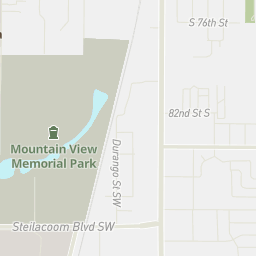 S 76th St
82nd St S
Mountain View
Memorial Park
Durango St SW
Steilacoom Blvd SW